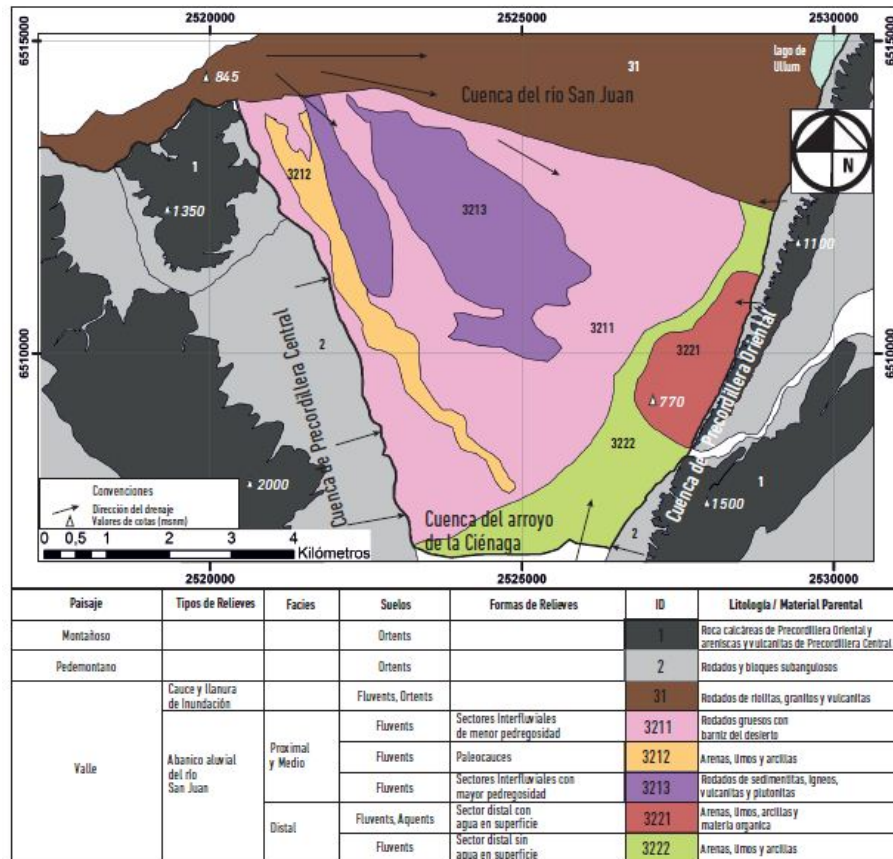 2520000 2525000 2530000
6515000
6515000
lago de
Ullum
31
845
Cuenca del río San Juan
N
1
3212
3213
1350
1
1100
3211
2
6510000
6510000
3221
Cuenca de Precordillera Central
770
Cuenca de Precordillera Oriental
3222
2000
1500
1
Convenciones
Dirección del drenaje
Valores de cotas (msnm)
0 0,5 1 2 3 4
Kilómetros
Cuenca del arroyo
de la Ciénaga
2
2520000 2525000 2530000
Paisaje Tipos de Relieves Facies Suelos Formas de Relieves ID Litología / Material Parental
Montañoso Ortents 1 Roca calcáreas de Precordillera Oriental y
areniscas y vulcanitas de Precordillera Central
Pedemontano Ortents 2 Rodados y bloques subangulosos
Valle
Cauce y llanura
de Inundación
Fluvents, Ortents 31 Rodados de riolitas, granitos y vulcanitas
Abanico aluvial
del río
San Juan
Proximal
y Medio
Fluvents Sectores Interfluviales
de menor pedregosidad
3211 Rodados gruesos con
barniz del desierto
Fluvents Paleocauces 3212 Arenas, limos y arcillas
Fluvents Sectores Interfluviales con
mayor pedregosidad
3213 Rodados de sedimentitas, igneos,
vulcanitas y plutonitas
Distal
Fluvents, Aquents Sector distal con
agua en superficie
3221 Arenas, limos, arcillas y
materia organica
Fluvents Sector distal sin
agua en superficie
3222 Arenas, limos y arcillas